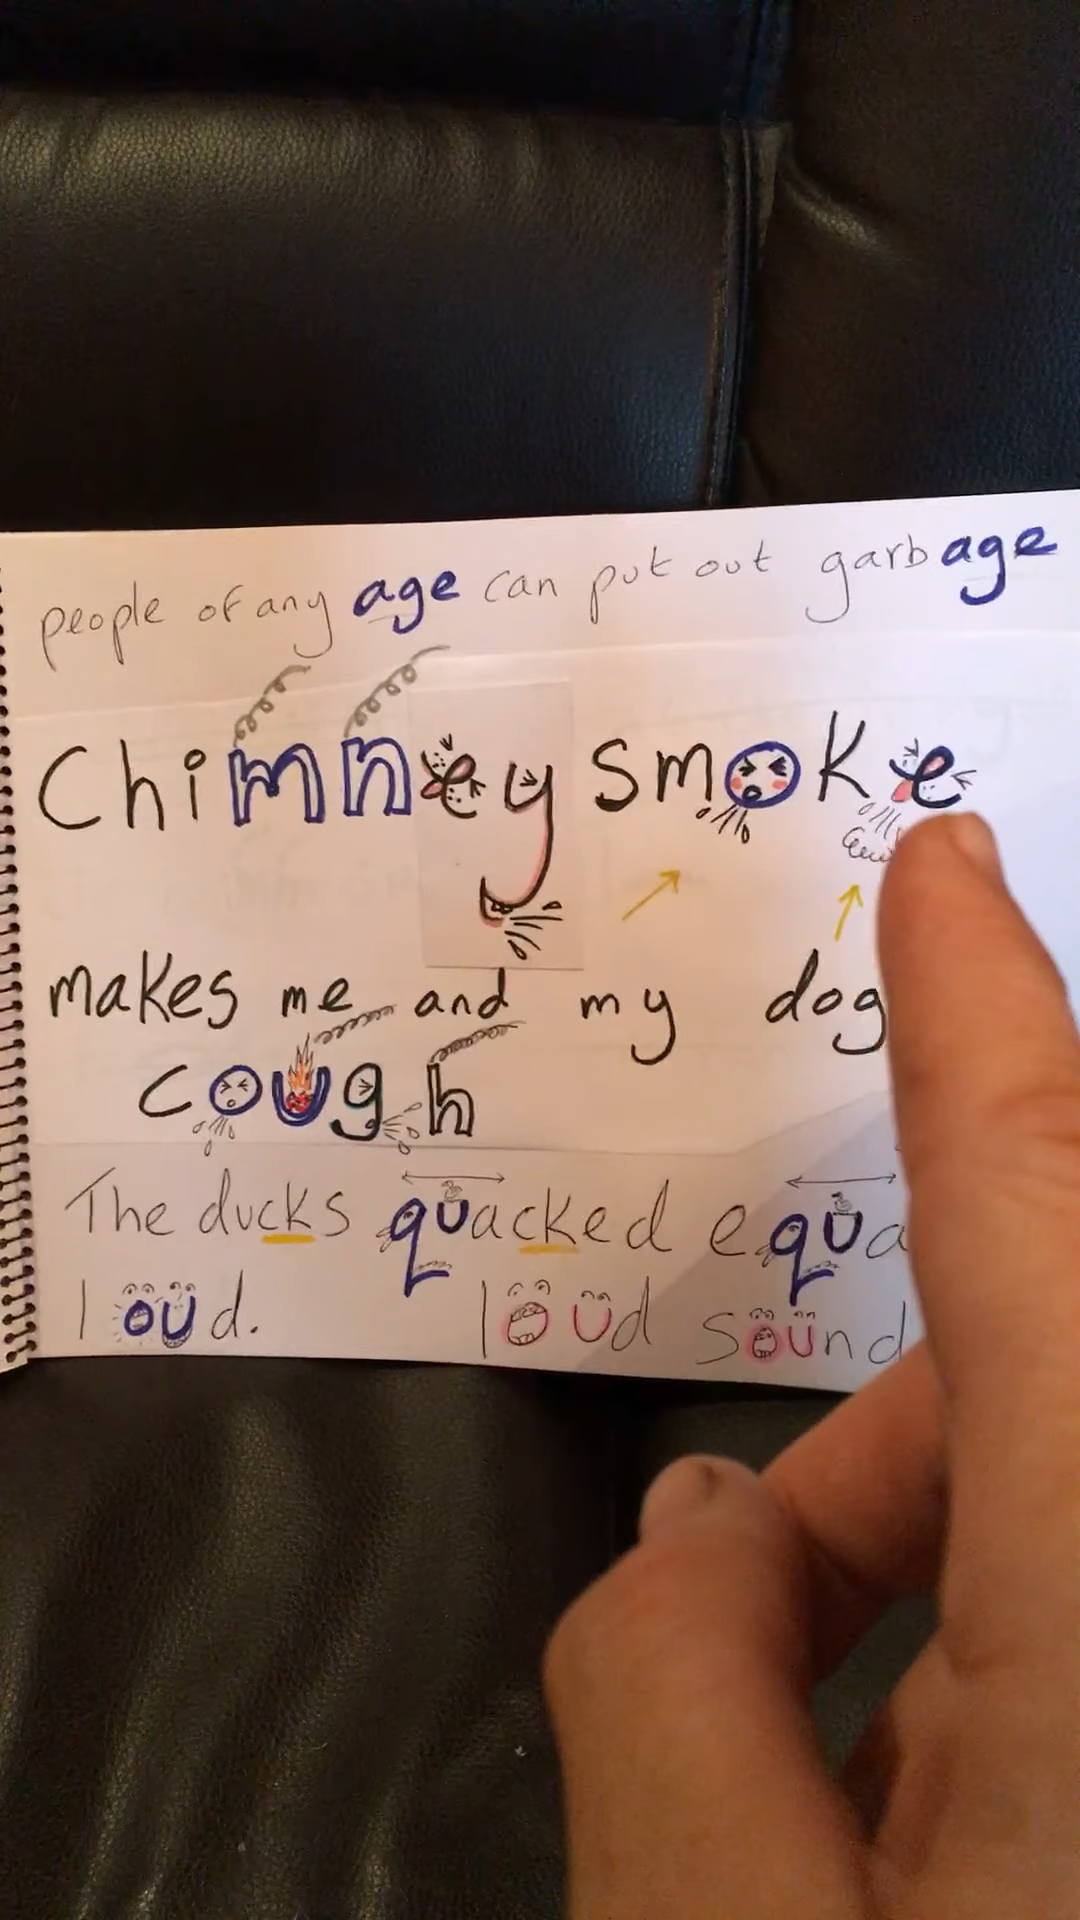 people of any age can put out garbage
Chimney smoke
makes me and my dog
cough
The ducks quacked equa
loud. loud sound